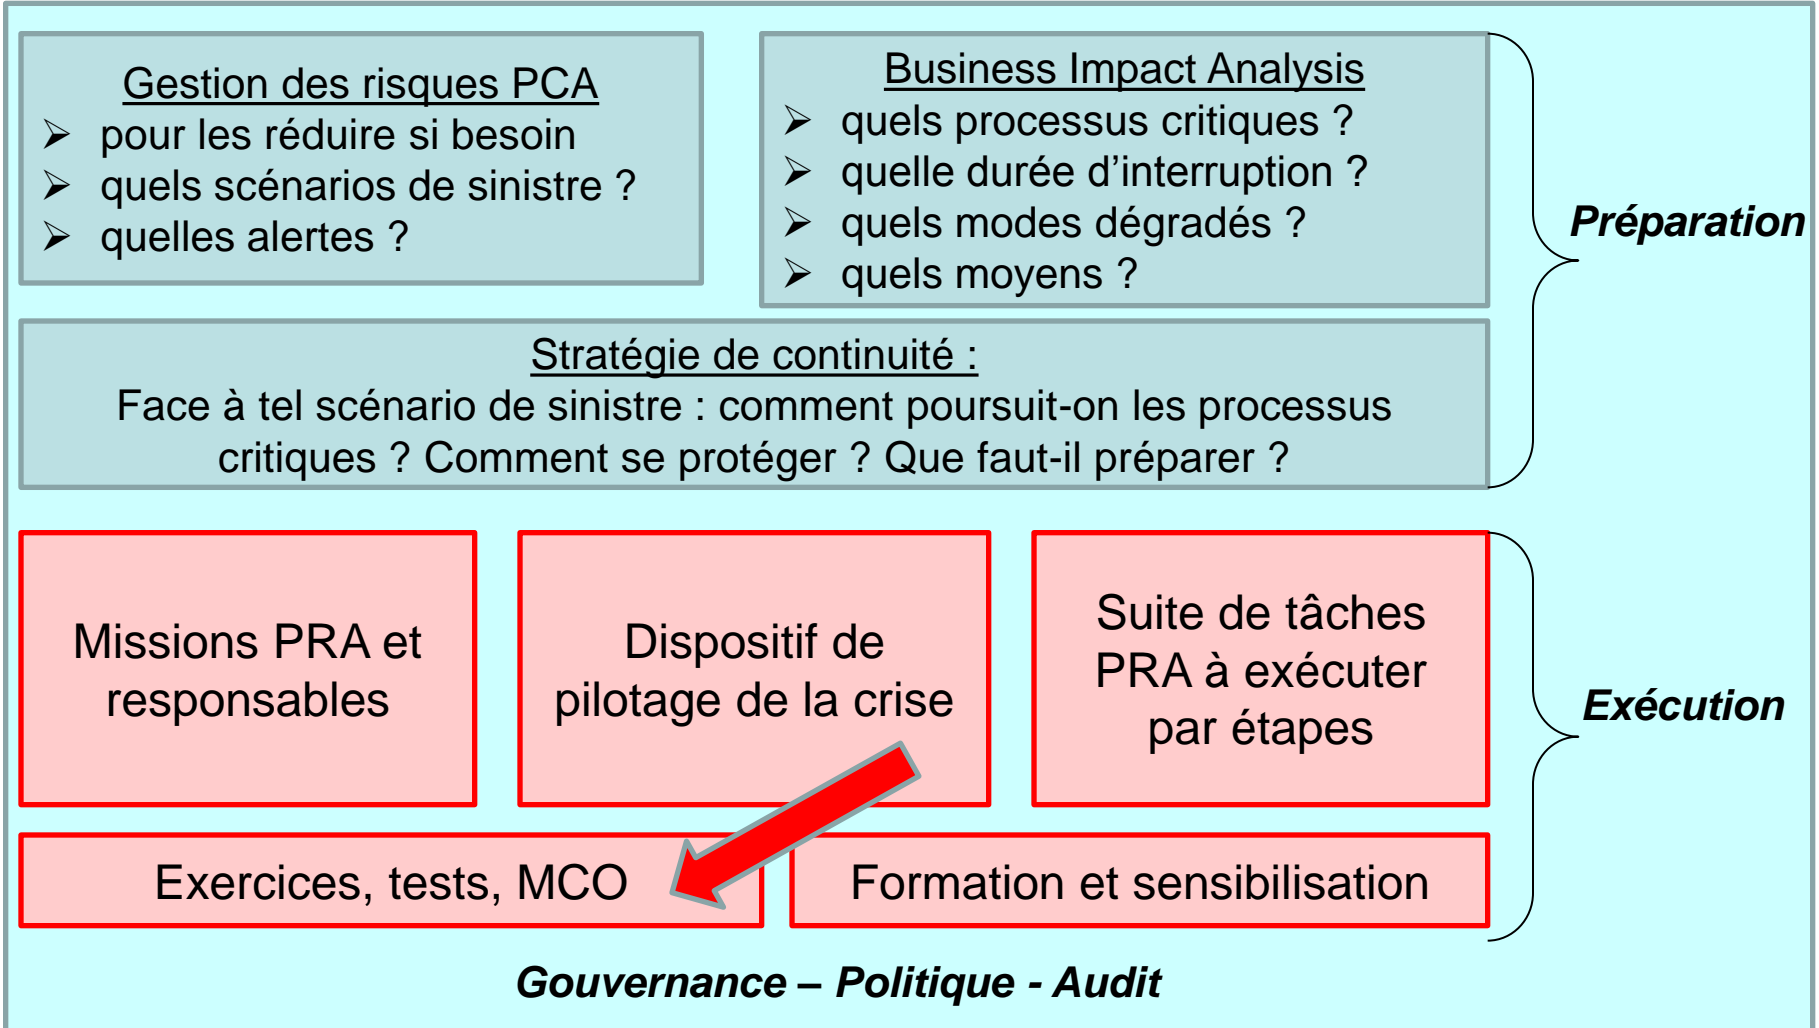 Gestion des risques PCA
➢ pour les réduire si besoin
➢ quels scénarios de sinistre ?
➢ quelles alertes ?
Business Impact Analysis
➢ quels processus critiques ?
➢ quelle durée d’interruption ?
➢ quels modes dégradés ?
➢ quels moyens ?
Préparation
Stratégie de continuité :
Face à tel scénario de sinistre : comment poursuit-on les processus
critiques ? Comment se protéger ? Que faut-il préparer ?
Missions PRA et
responsables
Dispositif de
pilotage de la crise
Suite de tâches
PRA à exécuter
par étapes
Exécution
Exercices, tests, MCO
Formation et sensibilisation
Gouvernance – Politique - Audit